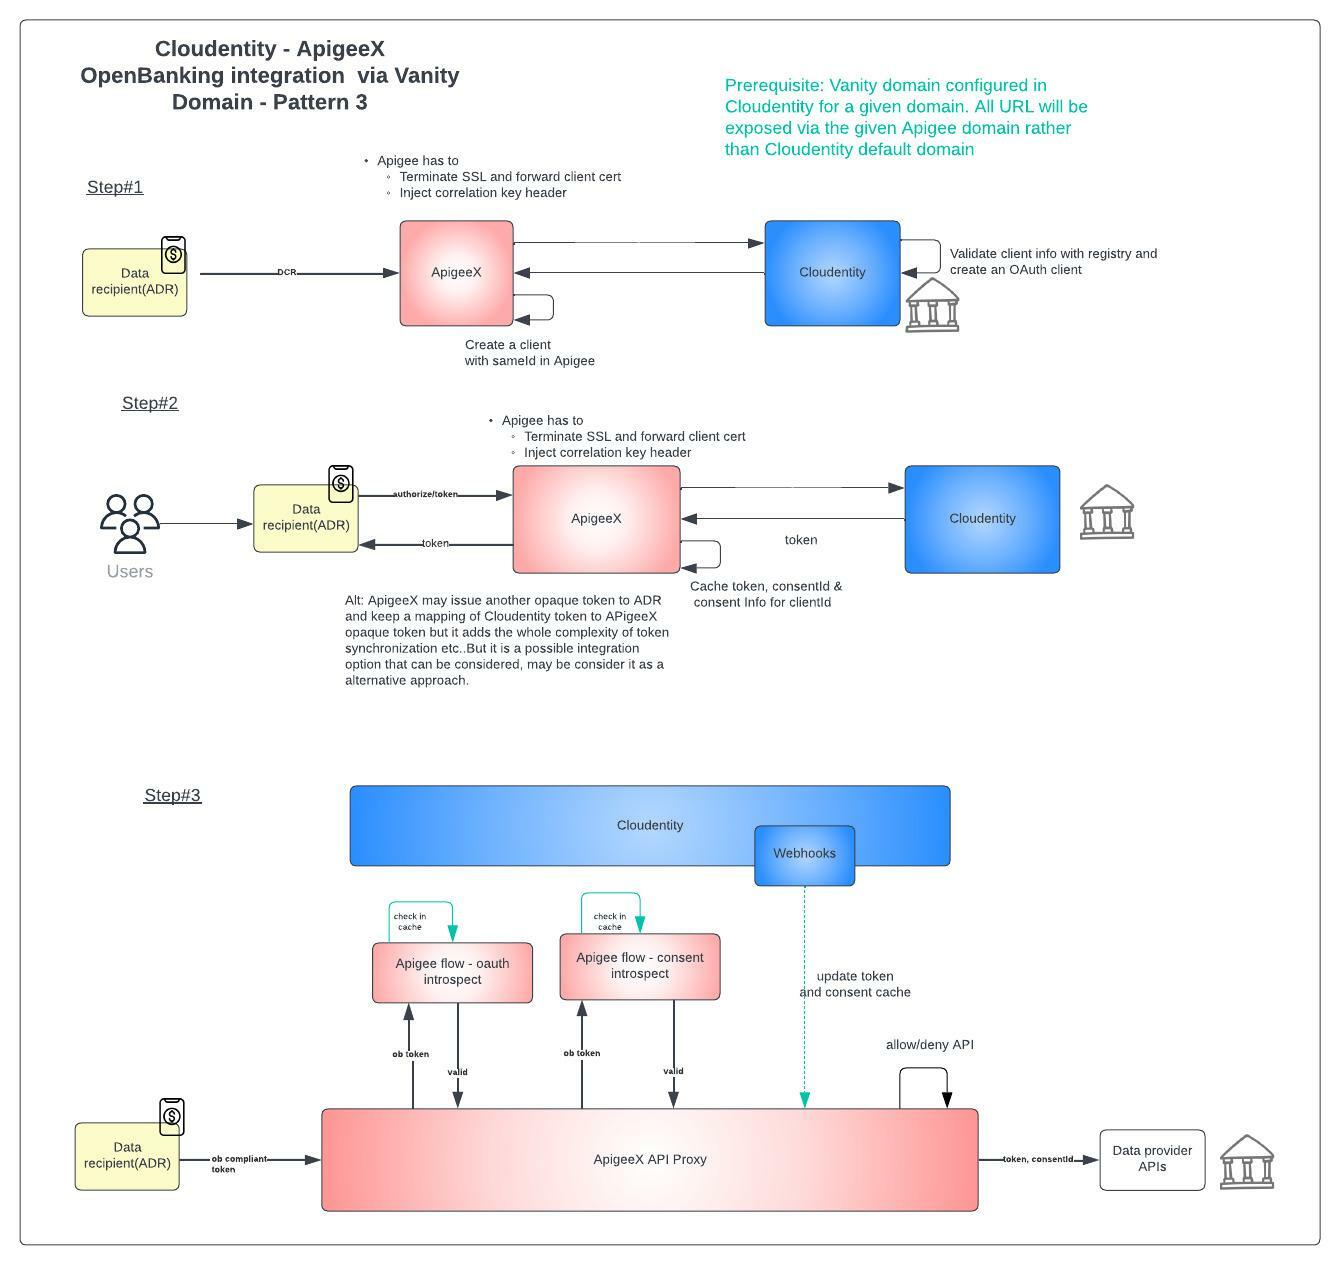 Cloudentity - ApigeeX
OpenBanking integration via Vanity
Domain - Pattern 3
Prerequisite: Vanity domain configured in
Cloudentity for a given domain. All URL will be
exposed via the given Apigee domain rather
than Cloudentity default domain
• Apigee has to
◦ Terminate SSL and forward client cert
◦ Inject correlation key header
Step#1
Data
recipient(ADR)
DCR
ApigeeX
Cloudentity
Validate client info with registry and
create an OAuth client
Create a client
with sameId in Apigee
Step#2
• Apigee has to
◦ Terminate SSL and forward client cert
◦ Inject correlation key header
Users
Data
recipient(ADR)
authorize/token
token
ApigeeX
Cloudentity
token
Cache token, consentId &
consent Info for clientId
Alt: ApigeeX may issue another opaque token to ADR
and keep a mapping of Cloudentity token to APigeeX
opaque token but it adds the whole complexity of token
synchronization etc..But it is a possible integration
option that can be considered, may be consider it as a
alternative approach.
Step#3
Cloudentity
Webhooks
check in
cache
check in
cache
Apigee flow - oauth
introspect
Apigee flow - consent
introspect
update token
and consent cache
ob token
valid
ob token
valid
allow/deny API
Data
recipient(ADR)
ob compliant
token
ApigeeX API Proxy
token, consentId
Data provider
APIs